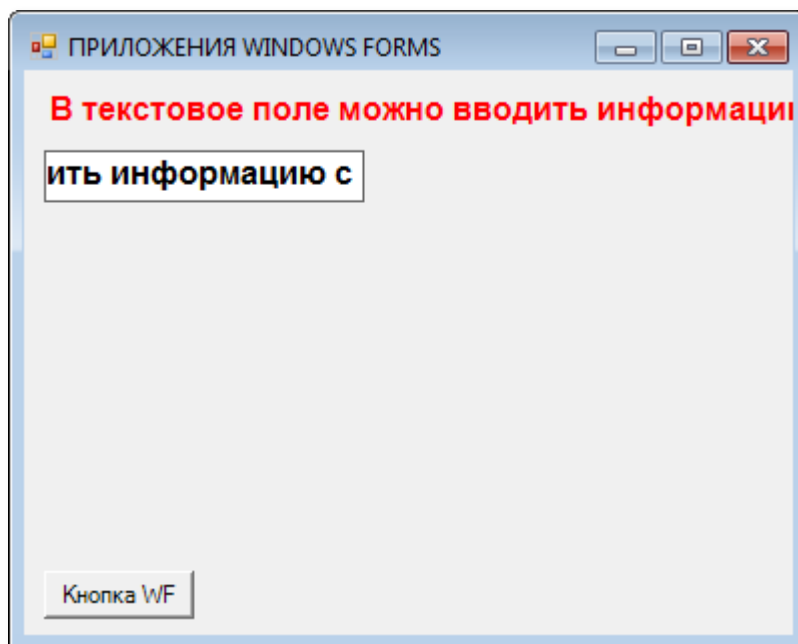 ПРИЛОЖЕНИЯ WINDOWS FORMS
В текстовое поле можно вводить информаци
ить информацию с
Кнопка WF